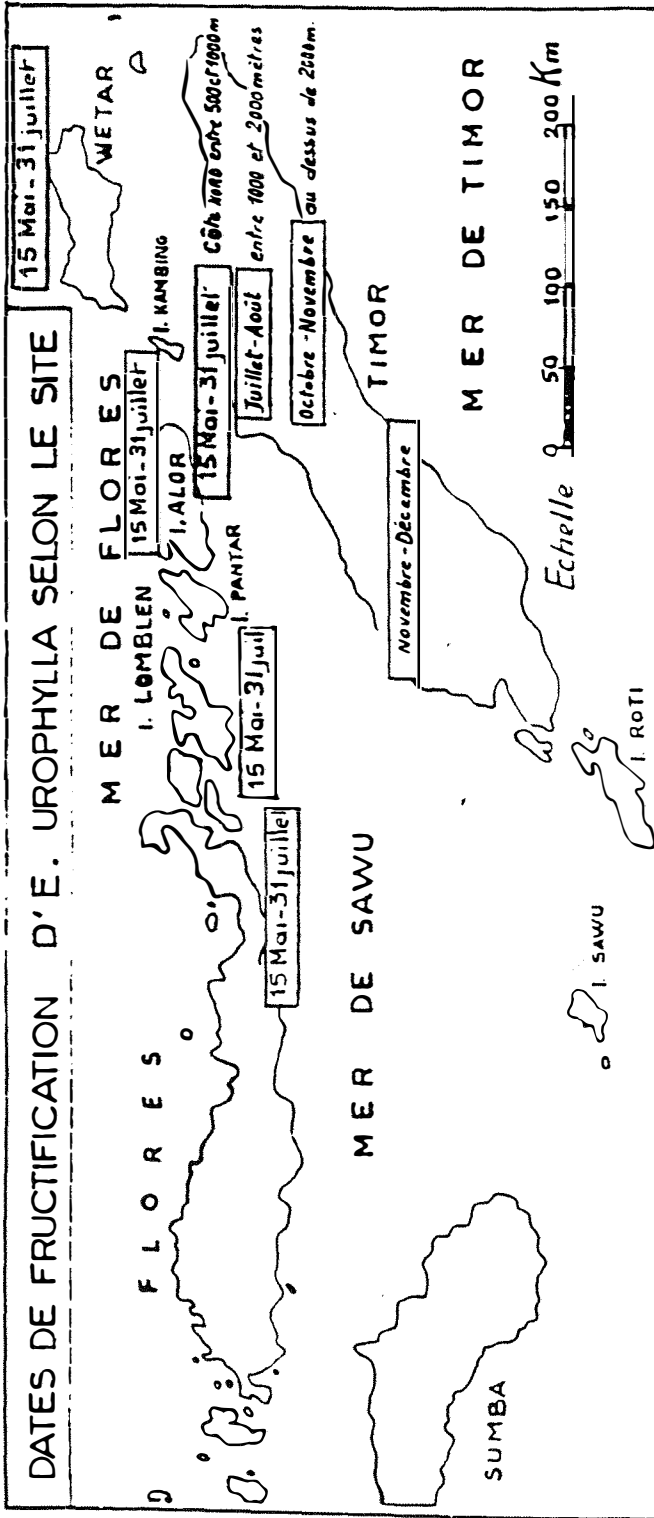 DATES DE FRUCTIFICATION D'E. UROPHYLLA SELON LE SITE
15 Mai-31 juillet
WETAR
MER DE FLORES
15 Mai-31 juillet
I. KAMBING
I. LOMBLEN
I. ALOR
FLORES
15 Mai-31 juillet Côte NORD entre 500 et 1000 m
I. PANTAR
Juillet-Août entre 1000 et 2000 mètres
15 Mai-31 juil
15 Mai-31 juillet
Octobre-Novembre au dessus de 2000m.
TIMOR
Novembre-Décembre
MER DE SAWU
MER DE TIMOR
SUMBA
I. SAWU
I. ROTI
Echelle
0 50 100 150 200 Km